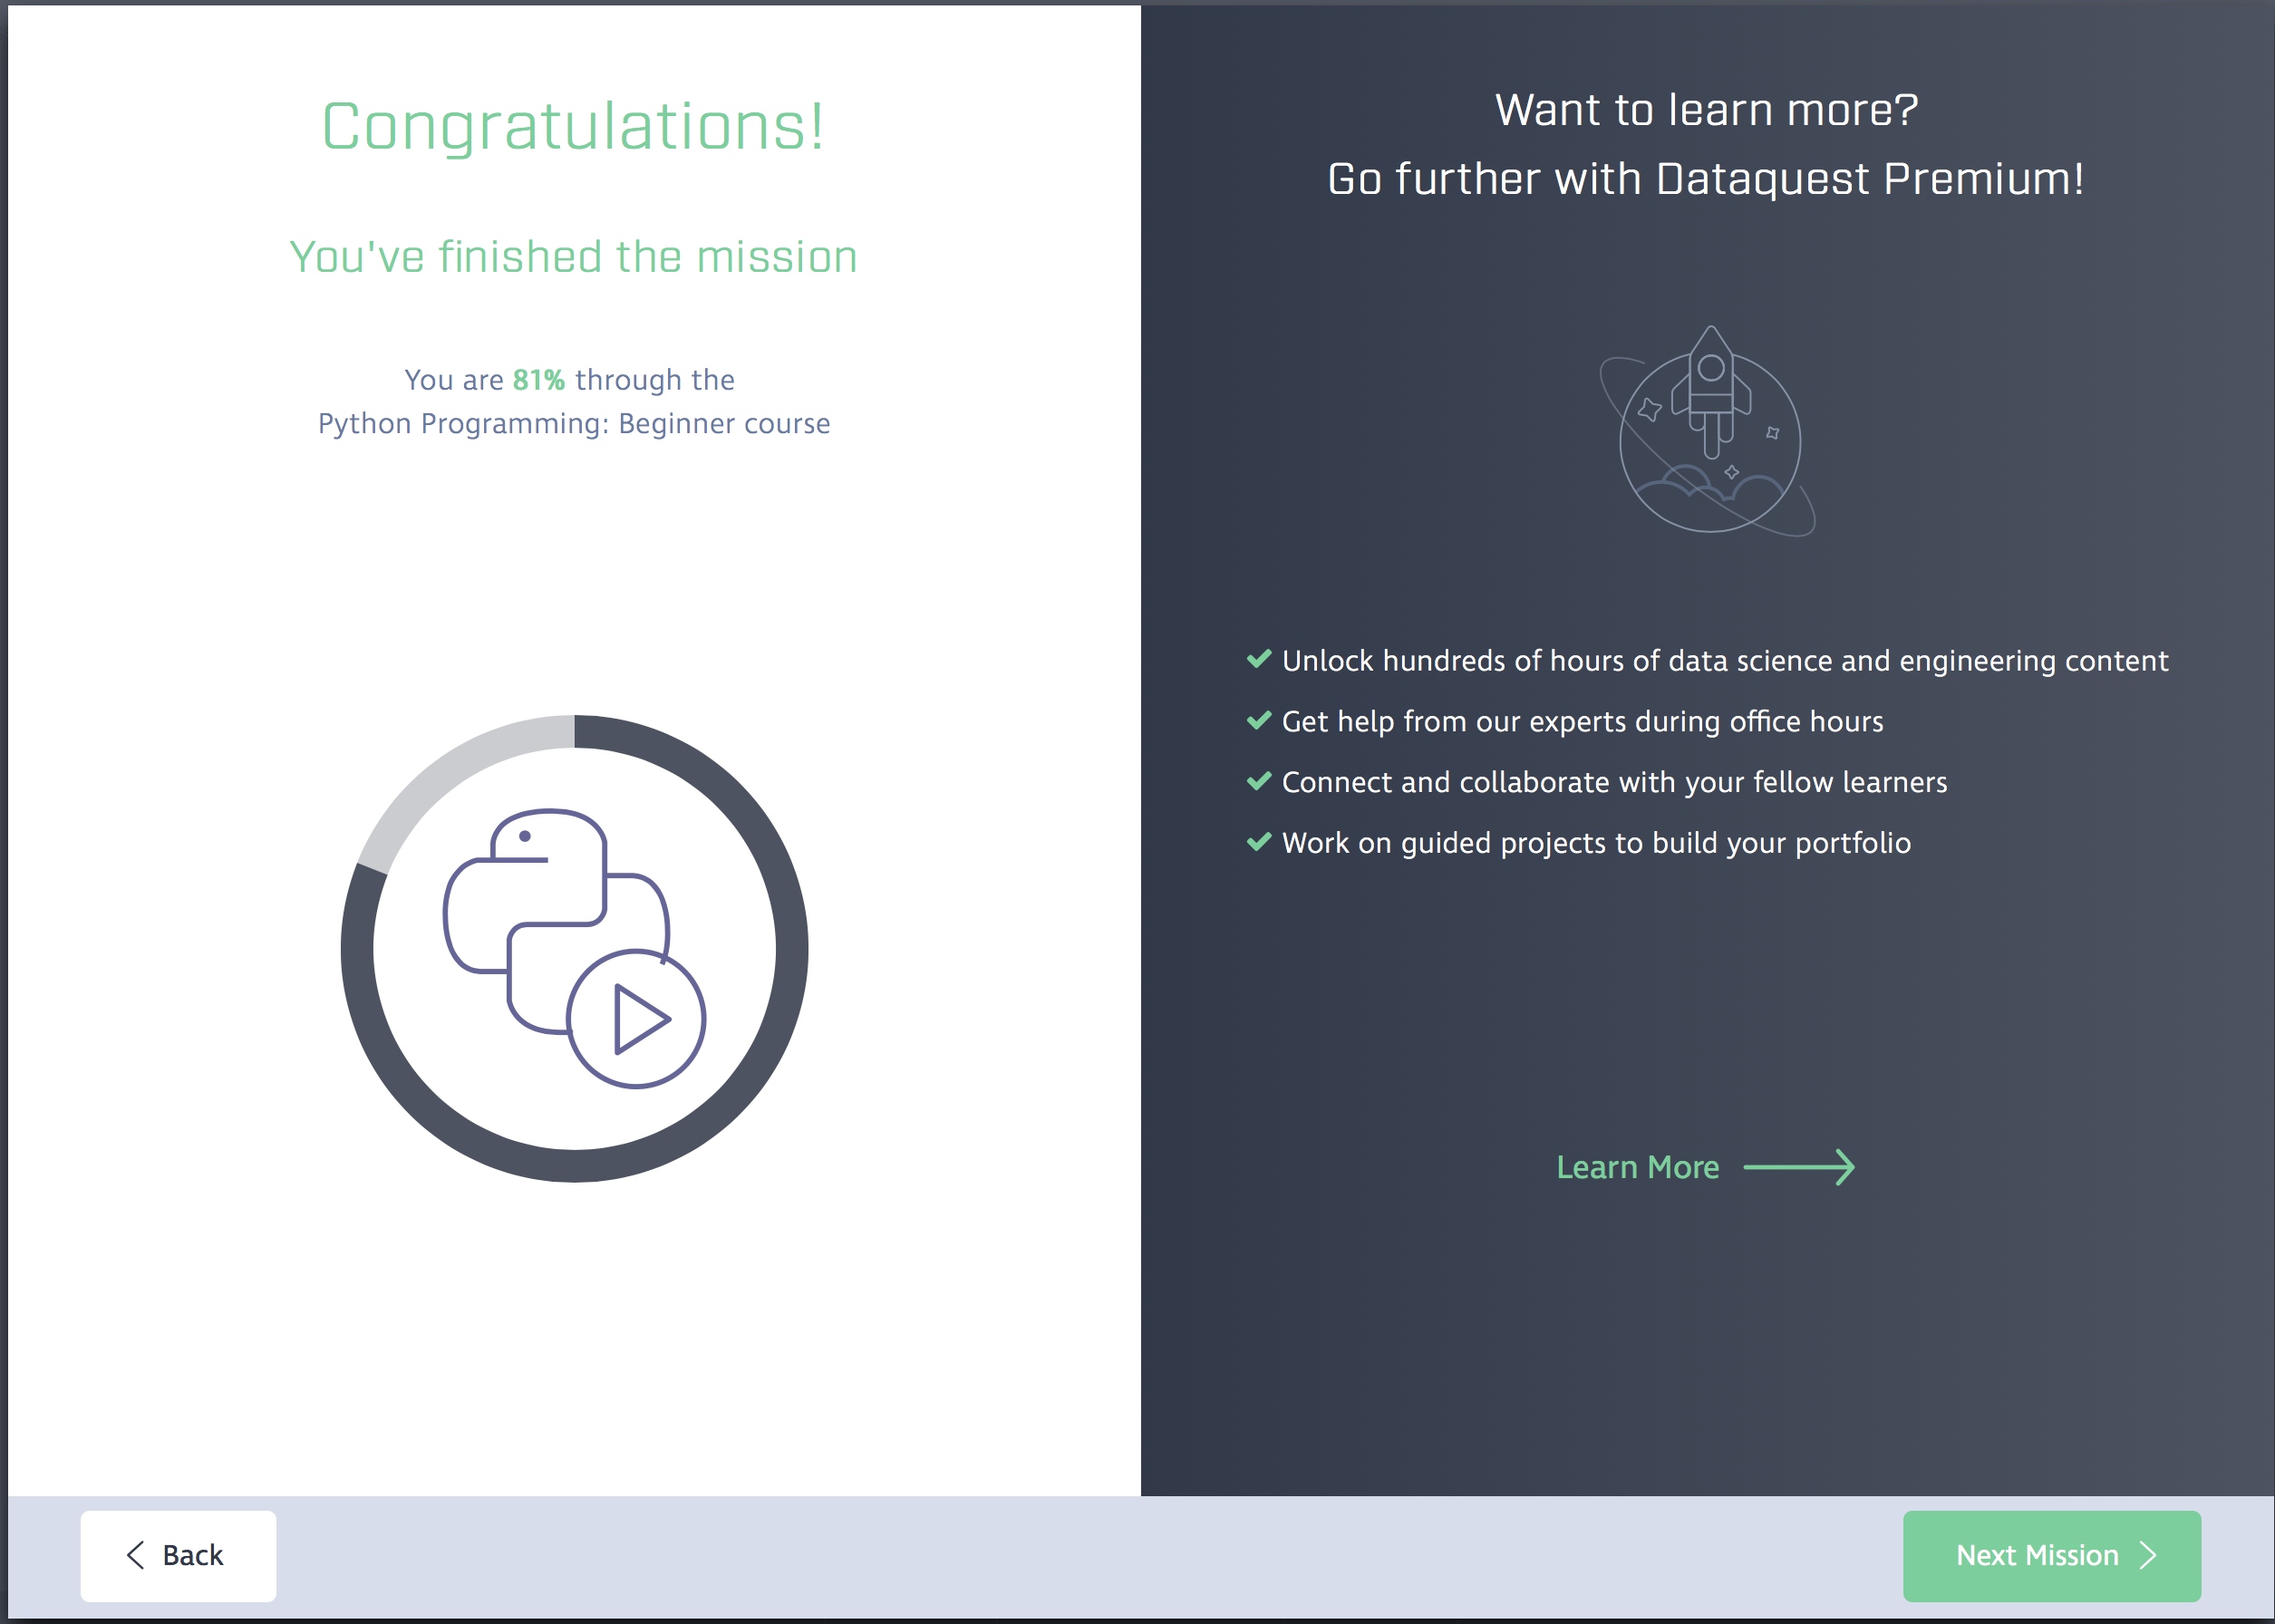 Congratulations!
You've finished the mission
You are 81% through the
Python Programming: Beginner course
Want to learn more?
Go further with Dataquest Premium!
Unlock hundreds of hours of data science and engineering content
Get help from our experts during office hours
Connect and collaborate with your fellow learners
Work on guided projects to build your portfolio
Learn More
Back
Next Mission